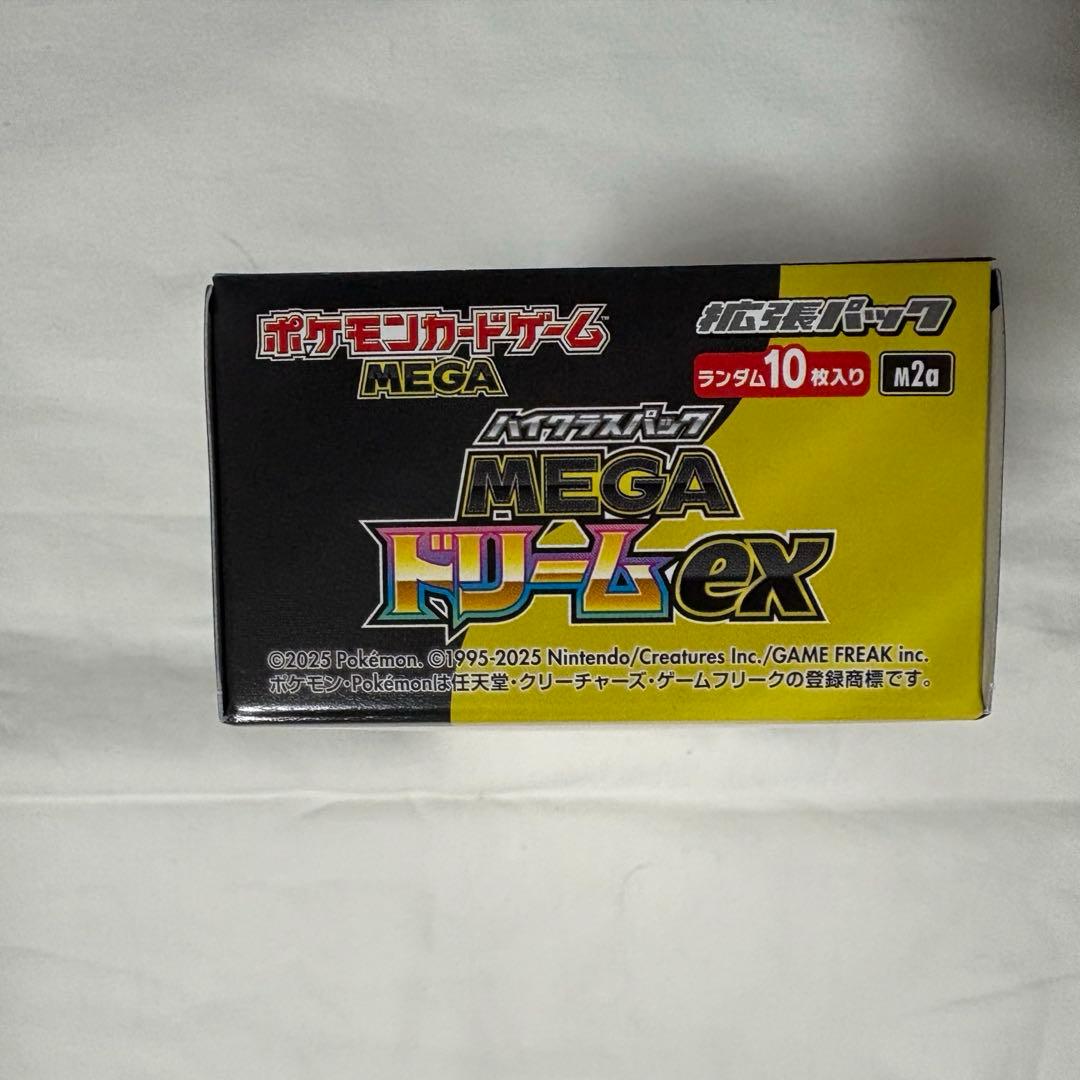 ポケモンカードゲーム™
MEGA
拡張パック
ランダム10枚入り M2a
ハイクラスパック
MEGA
ドリームex
©2025 Pokémon. ©1995-2025 Nintendo/Creatures Inc./GAME FREAK inc.
ポケモン・Pokémonは任天堂・クリーチャーズ・ゲームフリークの登録商標です。